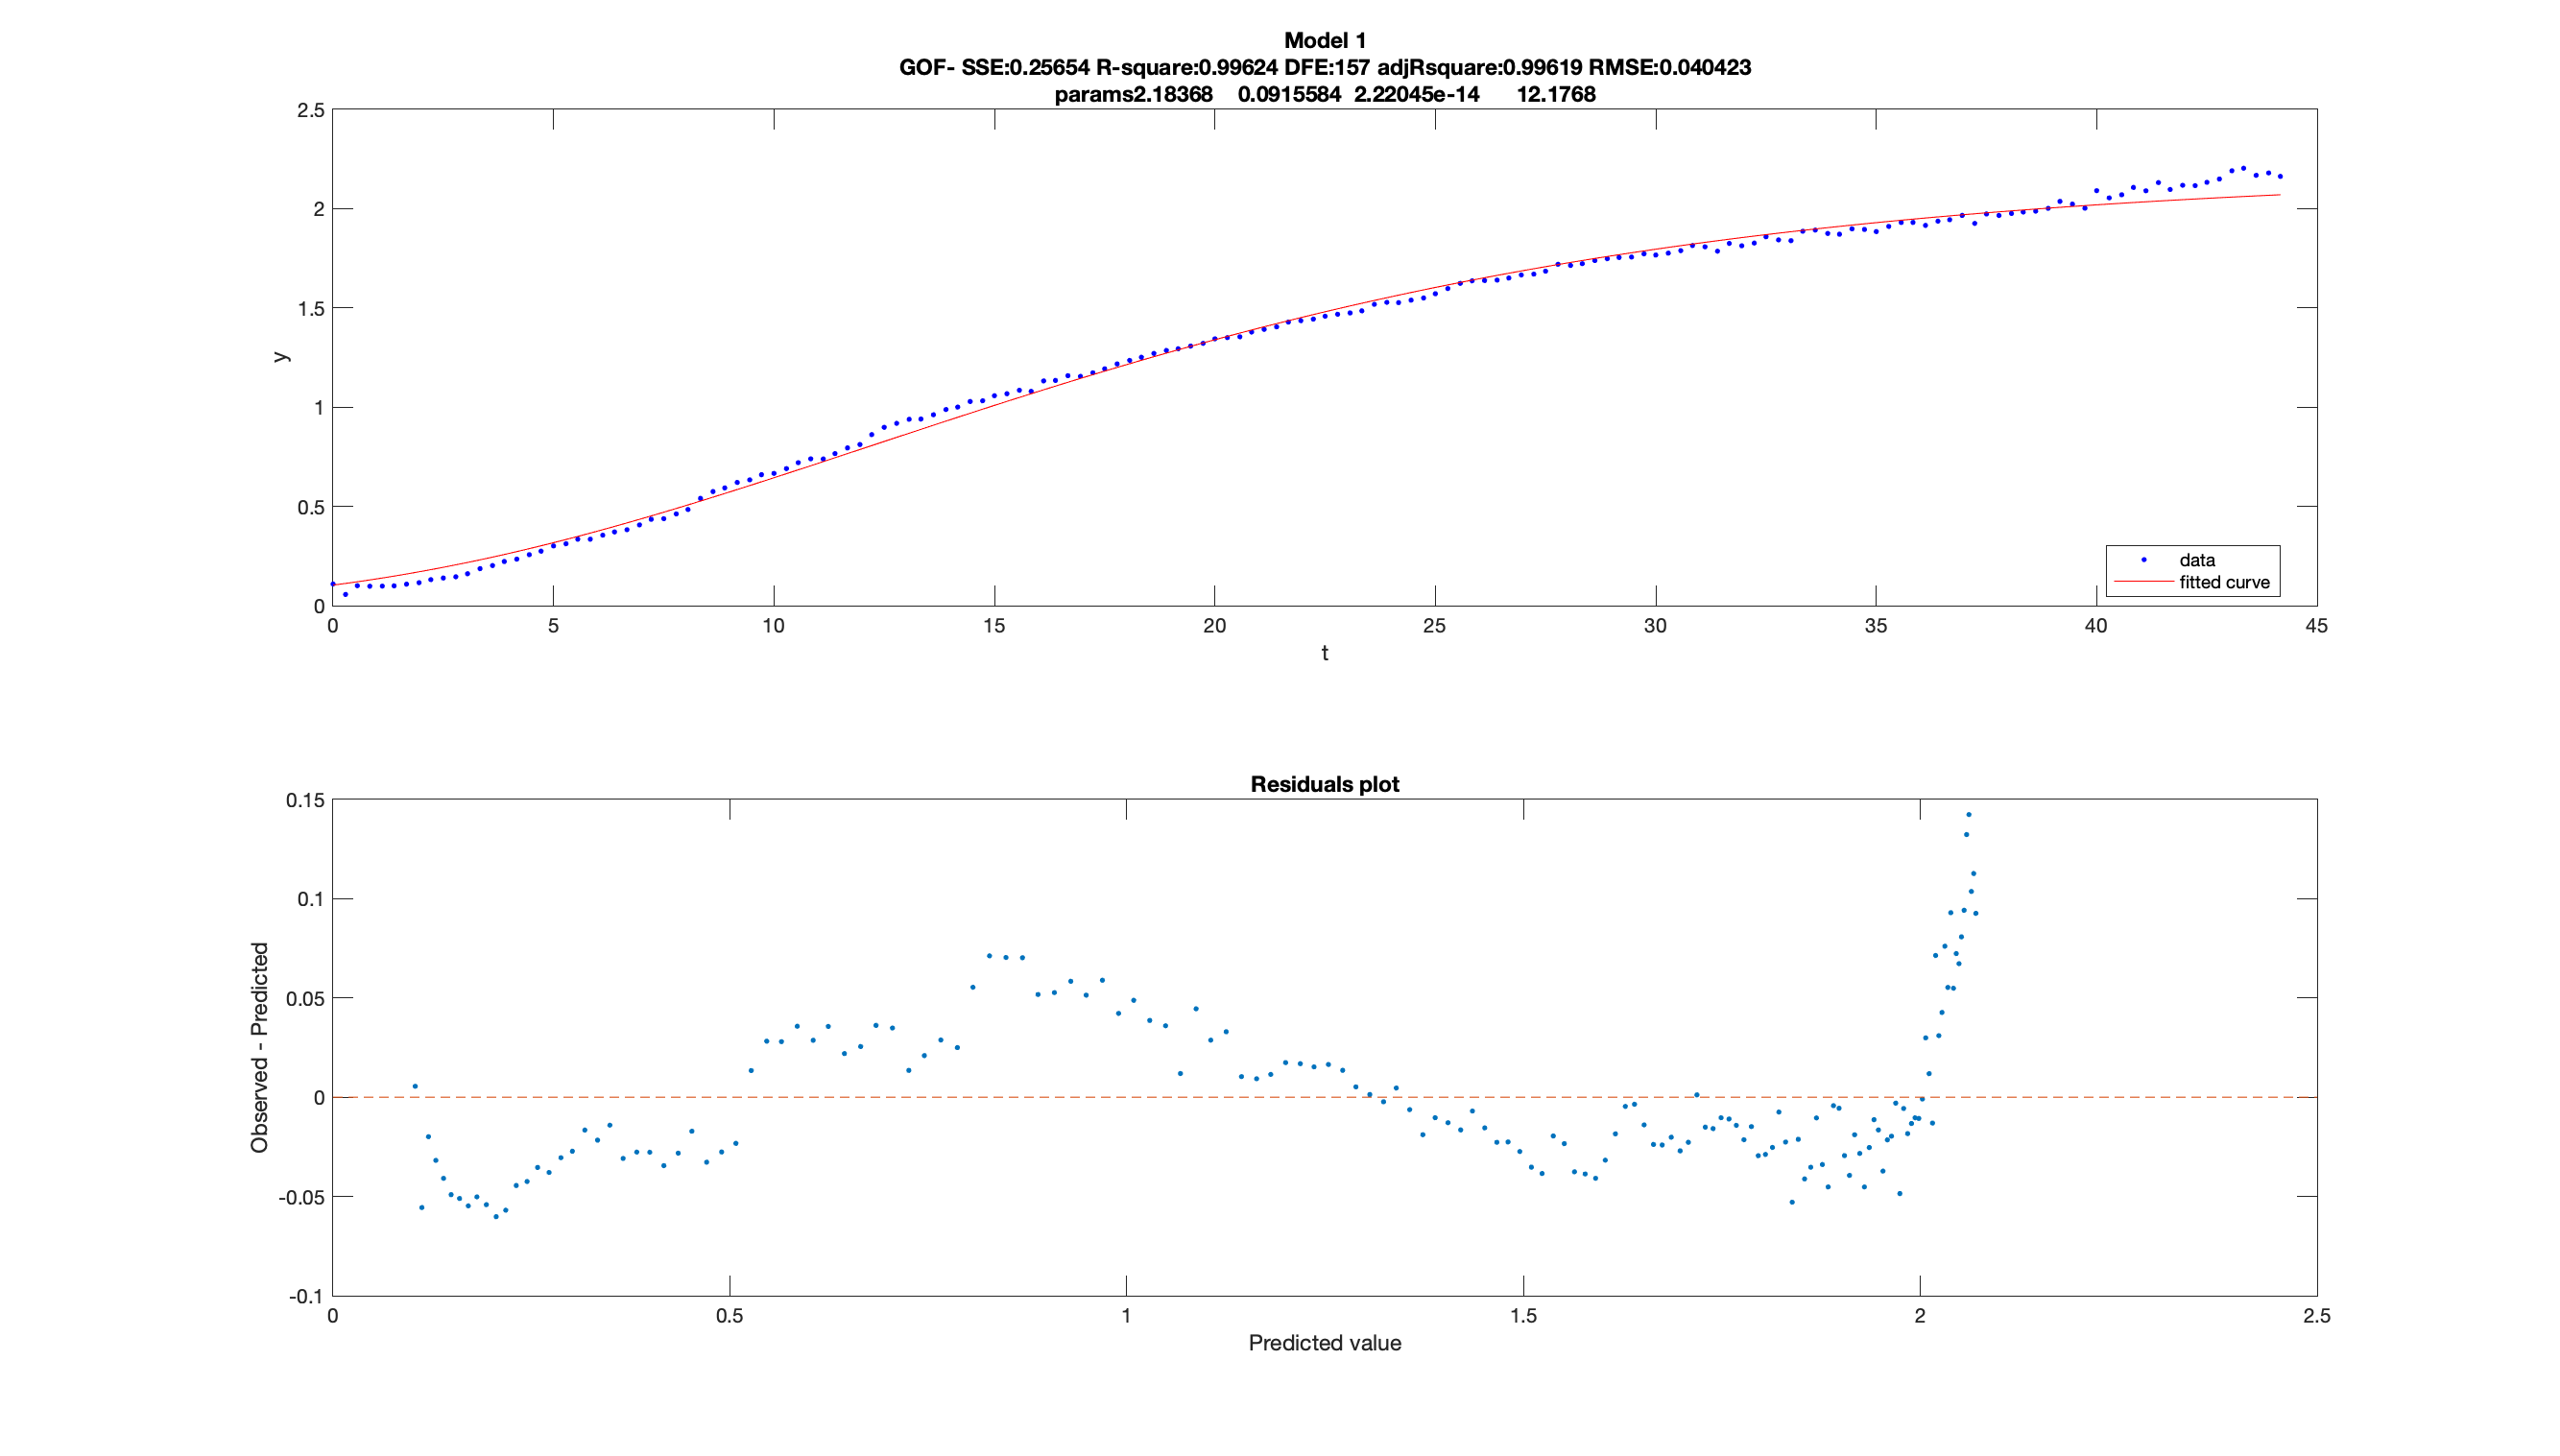 Model 1
GOF- SSE:0.25654 R-square:0.99624 DFE:157 adjRsquare:0.99619 RMSE:0.040423
params2.18368 0.0915584 2.22045e-14 12.1768
2.5
2
1.5
1
0.5
0
y
0 5 10 15 20 25 30 35 40 45
t
data
fitted curve
Residuals plot
0.15
0.1
0.05
0
-0.05
-0.1
Observed - Predicted
0 0.5 1 1.5 2 2.5
Predicted value